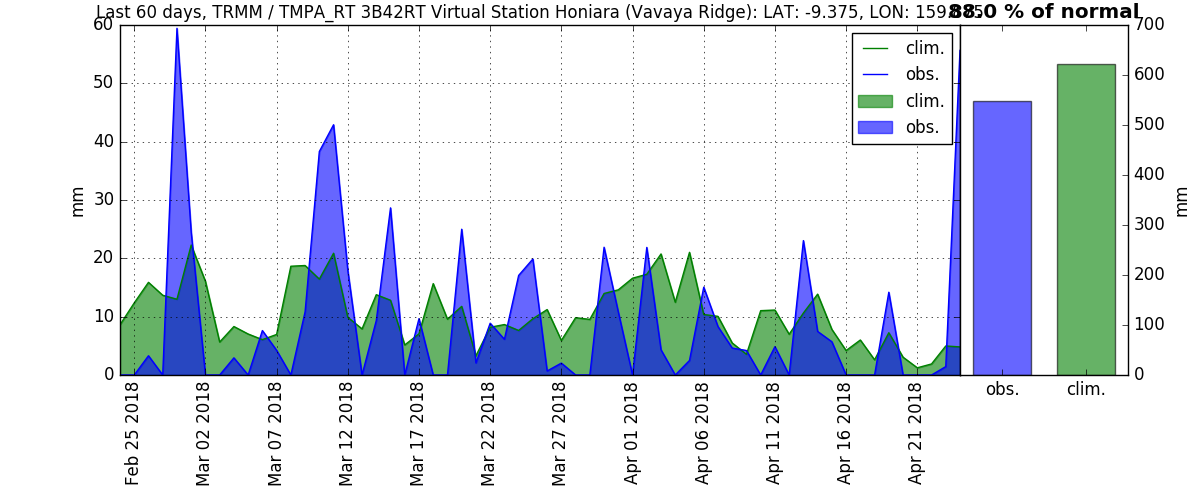 Last 60 days, TRMM / TMPA_RT 3B42RT Virtual Station Honiara (Vavaya Ridge): LAT: -9.375, LON:
88.0 % of normal
60
50
40
30
20
10
0
mm
clim.
obs.
clim.
obs.
700
600
500
400
300
200
100
0
mm
obs.
clim.
Feb 25 2018
Mar 02 2018
Mar 07 2018
Mar 12 2018
Mar 17 2018
Mar 22 2018
Mar 27 2018
Apr 01 2018
Apr 06 2018
Apr 11 2018
Apr 16 2018
Apr 21 2018